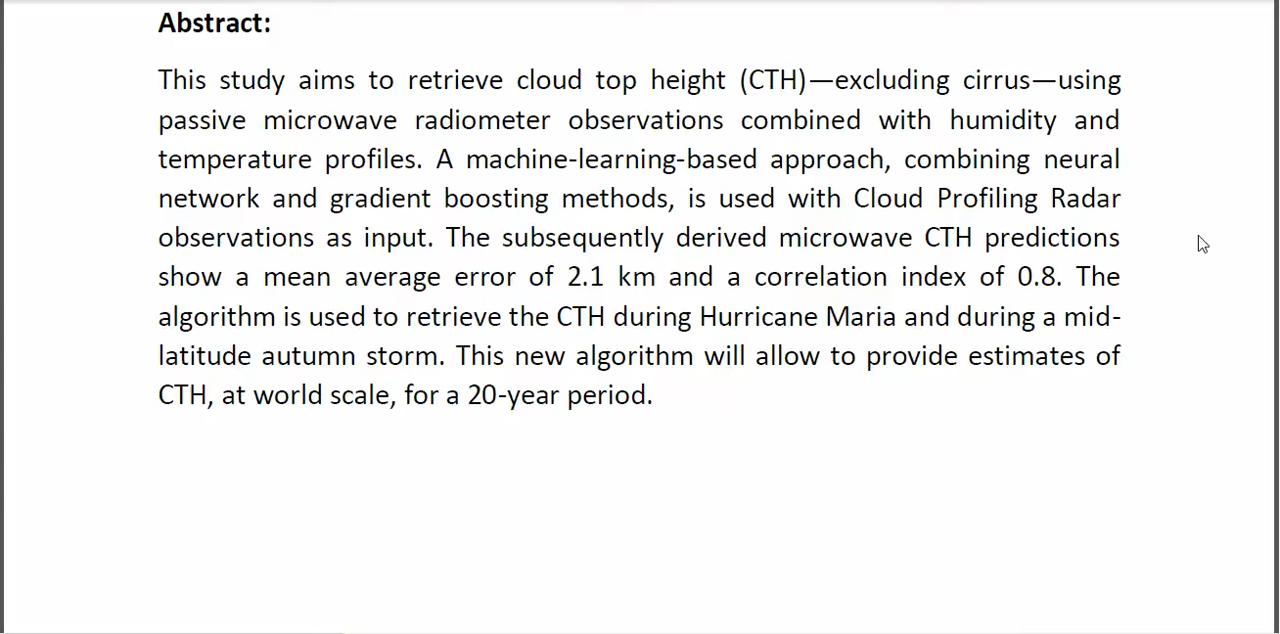 Abstract:
This study aims to retrieve cloud top height (CTH)—excluding cirrus—using
passive microwave radiometer observations combined with humidity and
temperature profiles. A machine-learning-based approach, combining neural
network and gradient boosting methods, is used with Cloud Profiling Radar
observations as input. The subsequently derived microwave CTH predictions
show a mean average error of 2.1 km and a correlation index of 0.8. The
algorithm is used to retrieve the CTH during Hurricane Maria and during a mid-
latitude autumn storm. This new algorithm will allow to provide estimates of
CTH, at world scale, for a 20-year period.